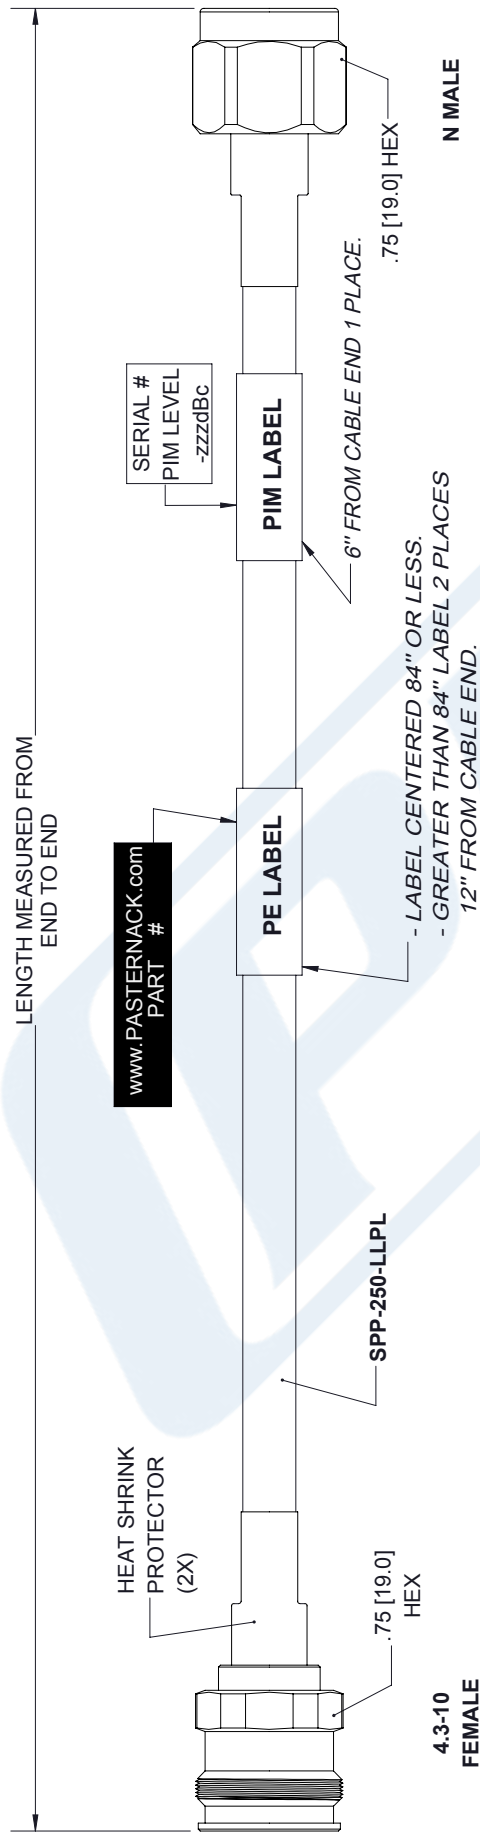 LENGTH MEASURED FROM
END TO END
HEAT SHRINK
PROTECTOR
(2X)
www.PASTERNACK.com
PART #
SERIAL #
PIM LEVEL
-zzzdBc
PE LABEL
PIM LABEL
.75 [19.0]
HEX
4.3-10
FEMALE
SPP-250-LLPL
- LABEL CENTERED 84" OR LESS.
- GREATER THAN 84" LABEL 2 PLACES
12" FROM CABLE END.
6" FROM CABLE END 1 PLACE.
.75 [19.0] HEX
N MALE